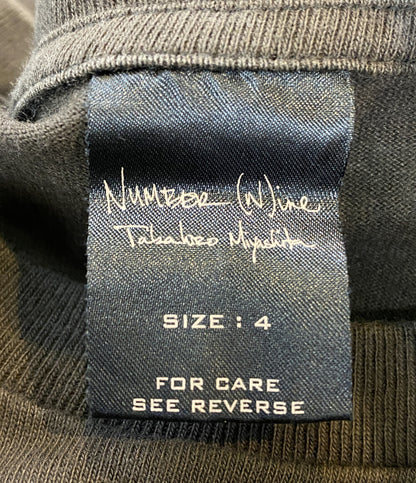 NUMBER (N)ine
Takahiro Miyashita
SIZE : 4
FOR CARE
SEE REVERSE